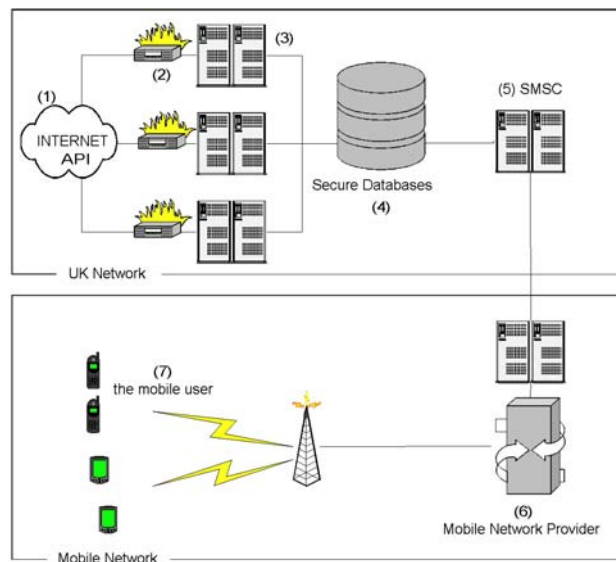 (1)
INTERNET
API
(2)
(3)
Secure Databases
(4)
(5) SMSC
UK Network
(7)
the mobile user
(6)
Mobile Network Provider
Mobile Network